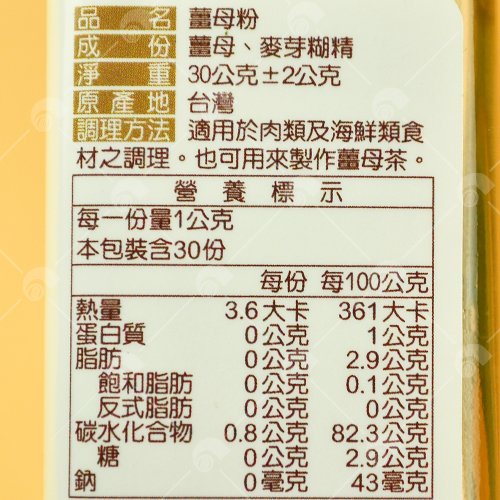 品名 薑母粉
成份 薑母、麥芽糊精
淨重 30公克±2公克
原產地 台灣
調理方法 適用於肉類及海鮮類食
材之調理。也可用來製作薑母茶。
營養標示
每一份量1公克
本包裝含30份
每份 每100公克
熱量 3.6大卡 361大卡
蛋白質 0公克 1公克
脂肪 0公克 2.9公克
飽和脂肪 0公克 0.1公克
反式脂肪 0公克 0公克
碳水化合物 0.8公克 82.3公克
糖 0公克 2.9公克
鈉 0毫克 43毫克